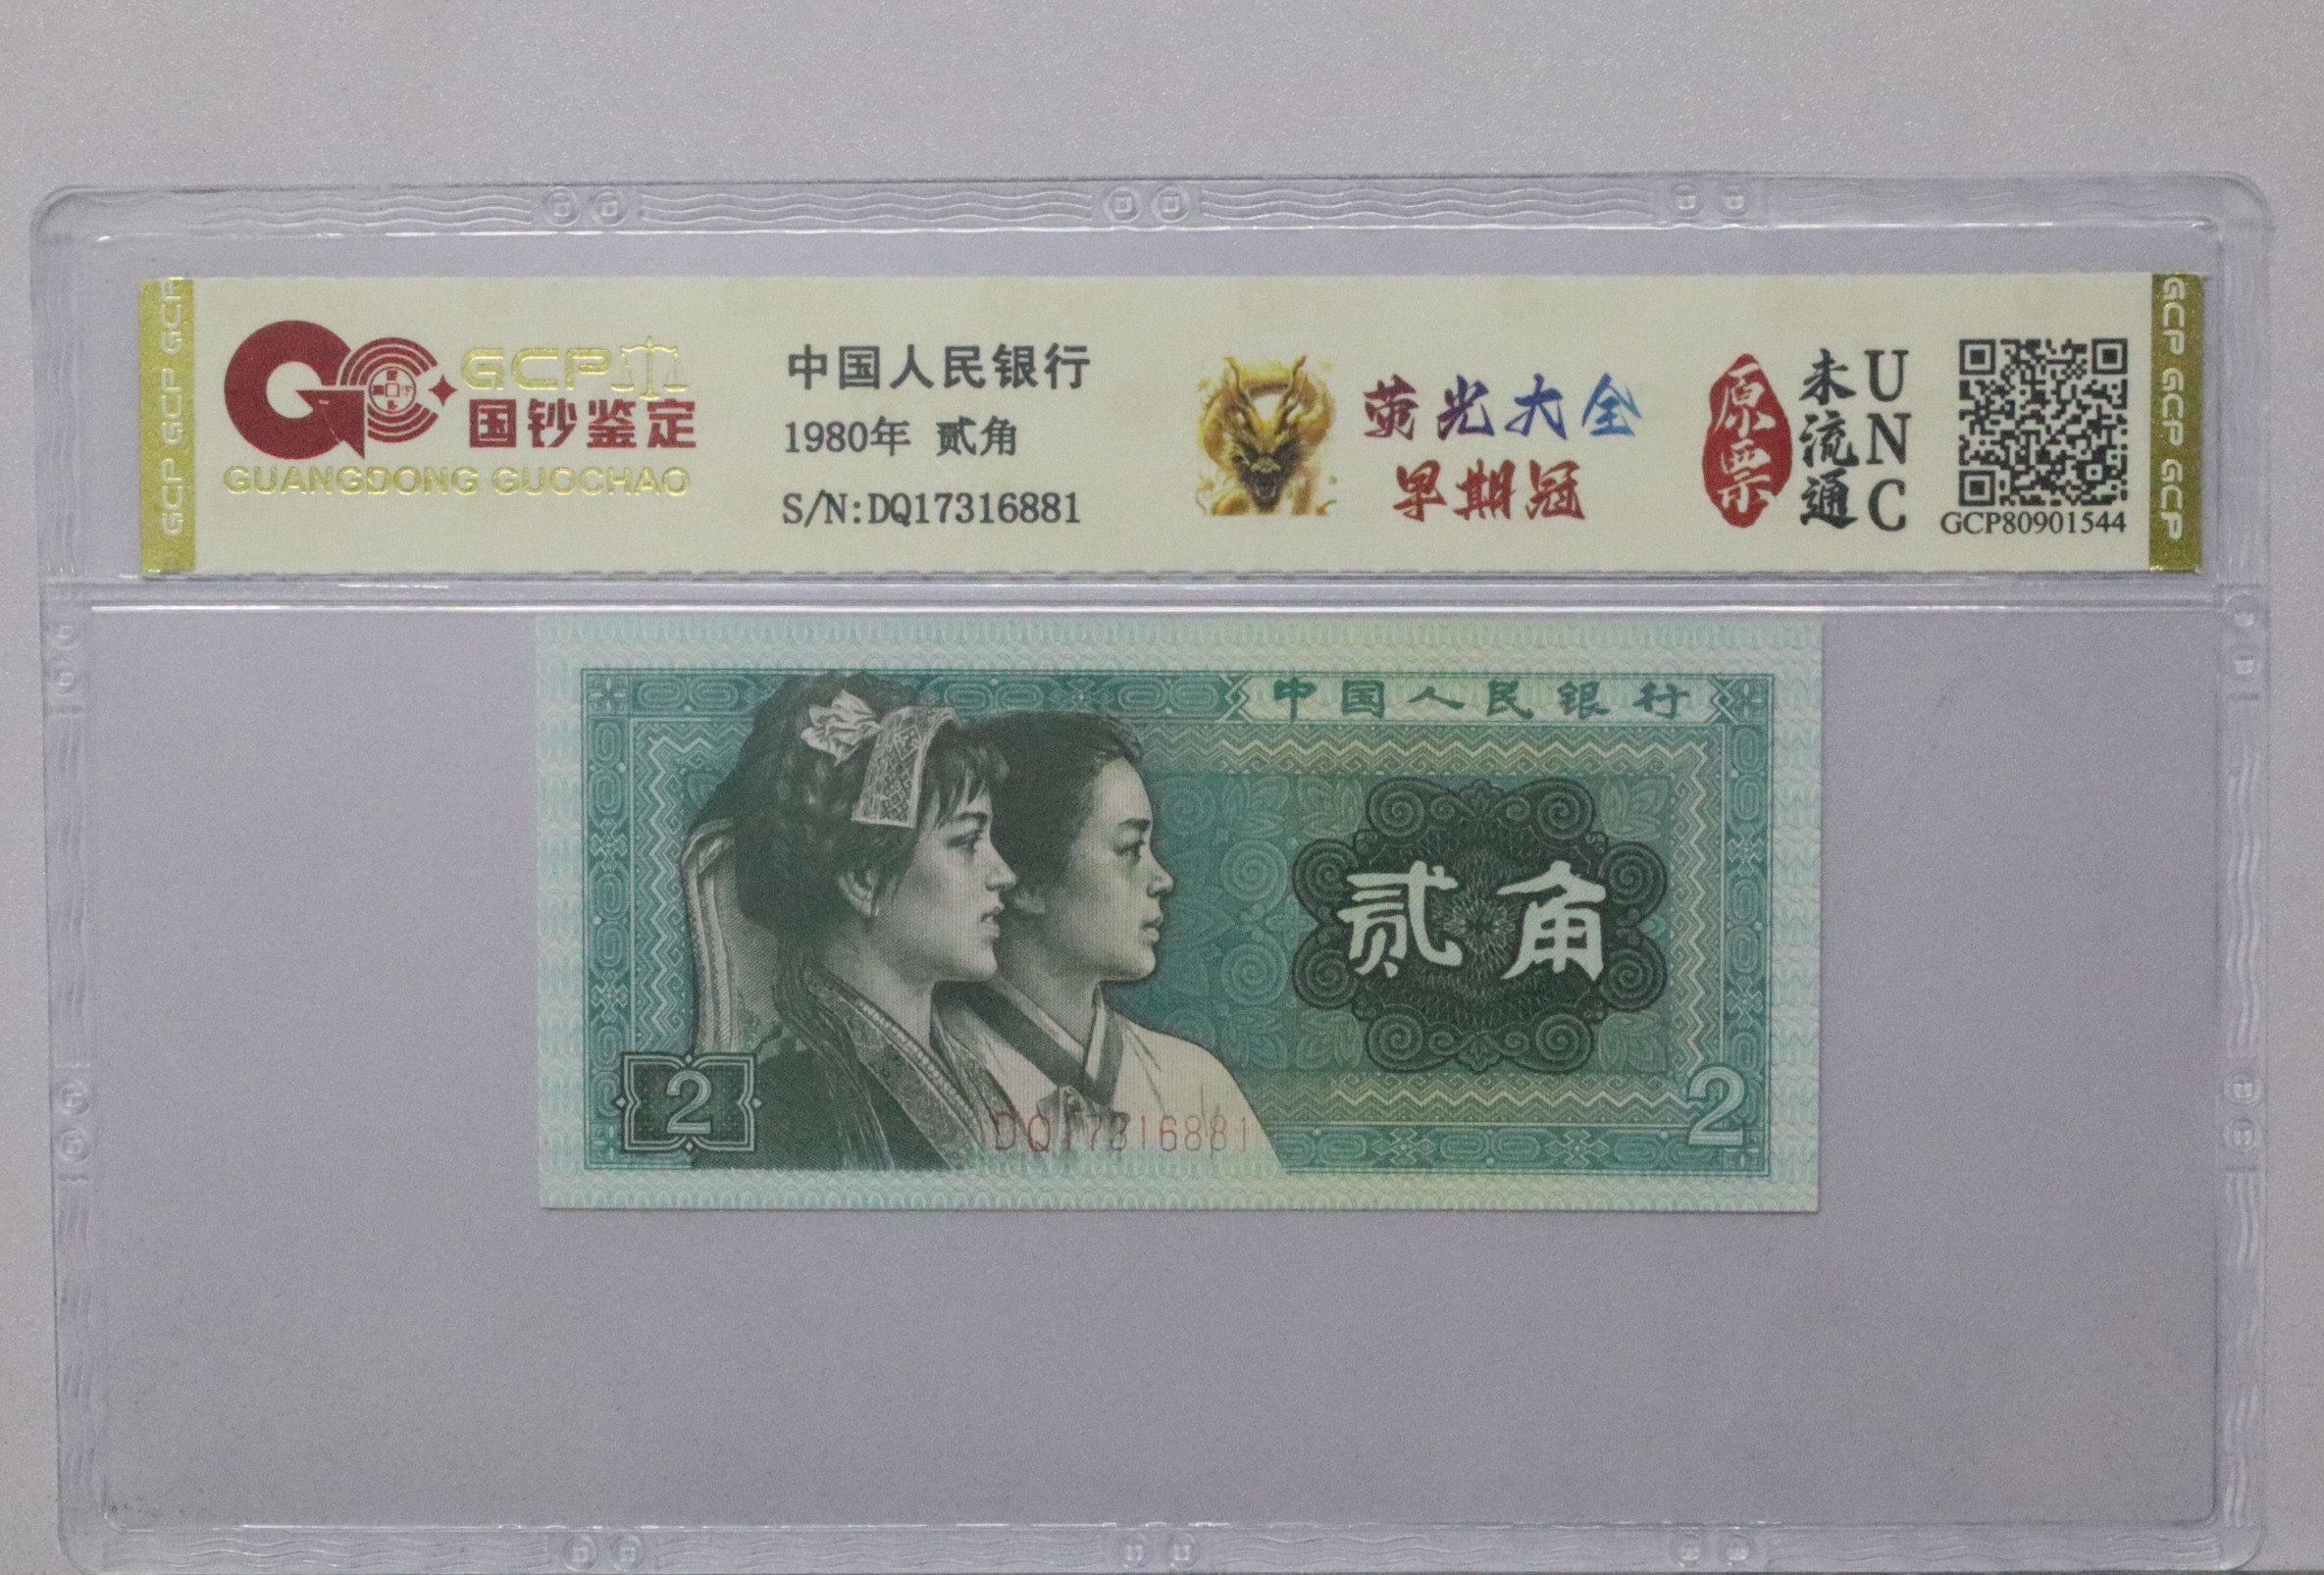 GCP GCP GCP
GCP
国钞鉴定
GUANGDONG GUOCHAO
中国人民银行
1980年 贰角
S/N:DQ17316881
荧光大全
早期冠
原票
未流通
UNC
GCP80901544
GCP GCP GCP
中国人民银行
贰角
2
DQ17316881
2